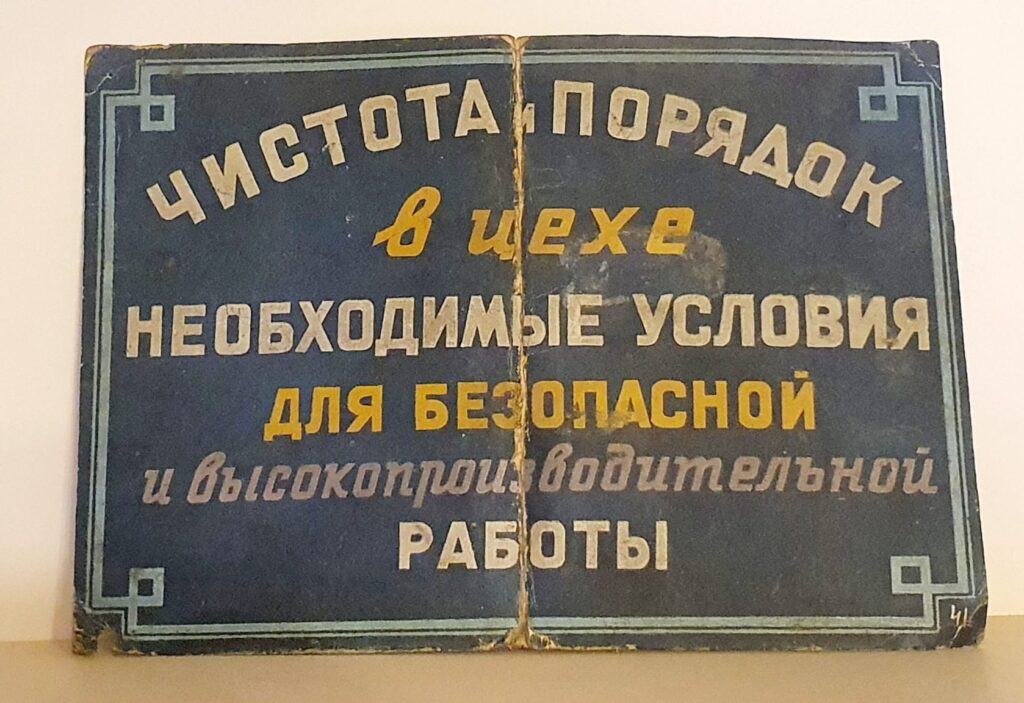 ЧИСТОТА и ПОРЯДОК
в цехе
НЕОБХОДИМЫЕ УСЛОВИЯ
ДЛЯ БЕЗОПАСНОЙ
и высокопроизводительной
РАБОТЫ